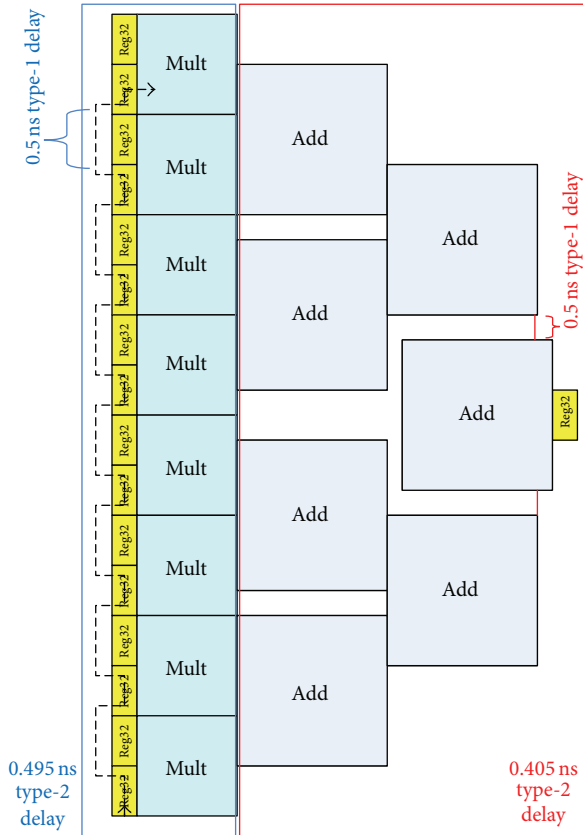 0.5 ns type-1 delay
Reg32
Reg32
Mult
Reg32
Reg32
Mult
Reg32
Reg32
Mult
Reg32
Reg32
Mult
Reg32
Reg32
Mult
Reg32
Reg32
Mult
Reg32
Reg32
Mult
Reg32
Reg32
Mult
Add
Add
Add
Add
Add
Add
Add
Reg32
0.5 ns type-1 delay
0.495 ns
type-2
delay
0.405 ns
type-2
delay